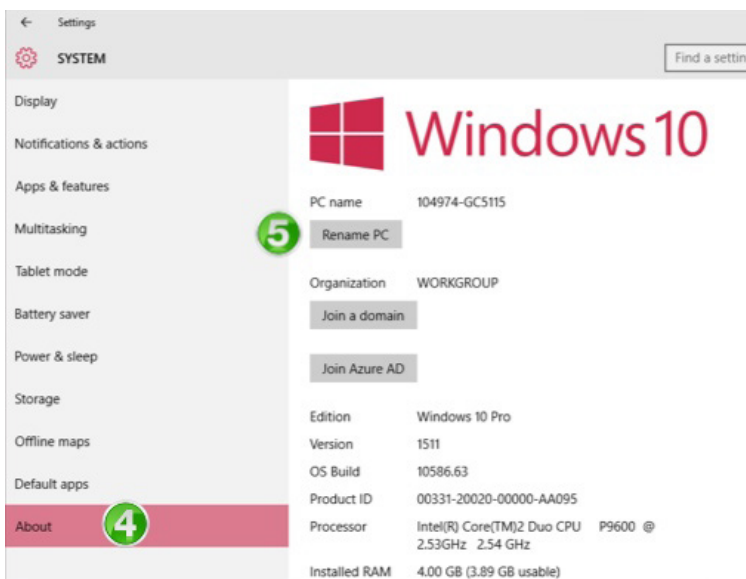 ← Settings
SYSTEM
Find a settin
Display
Notifications & actions
Apps & features
Multitasking
Tablet mode
Battery saver
Power & sleep
Storage
Offline maps
Default apps
About 4
Windows 10
PC name 104974-GC5115
5 Rename PC
Organization WORKGROUP
Join a domain
Join Azure AD
Edition Windows 10 Pro
Version 1511
OS Build 10586.63
Product ID 00331-20020-00000-AA095
Processor Intel(R) Core(TM)2 Duo CPU P9600 @
2.53GHz 2.54 GHz
Installed RAM 4.00 GB (3.89 GB usable)